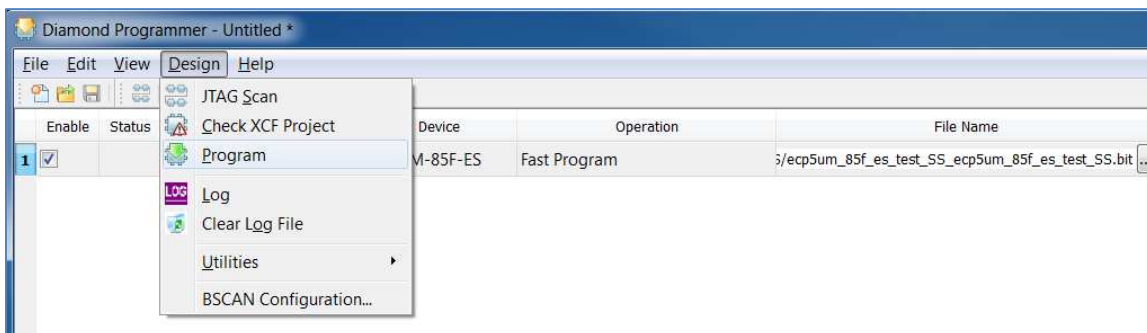 Diamond Programmer - Untitled *
File Edit View Design Help
Enable Status Device Operation File Name
1 M-85F-ES Fast Program 5/ecp5um_85f_es_test_SS_ecp5um_85f_es_test_SS.bit ...
JTAG Scan
Check XCF Project
Program
LOG Log
Clear Log File
Utilities
BSCAN Configuration...